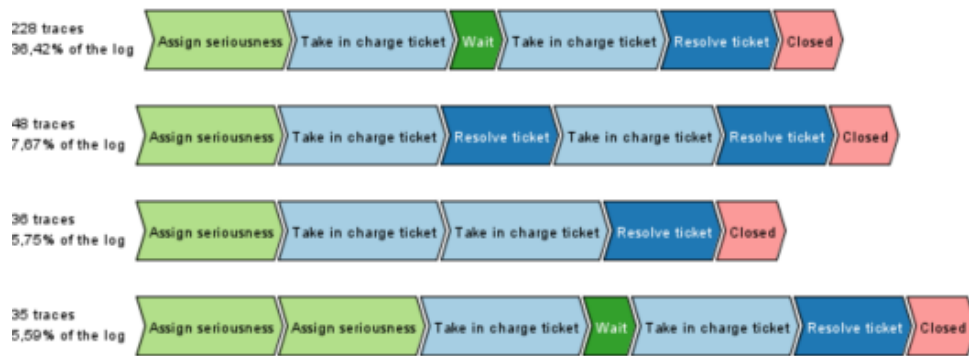 228 traces
36,42% of the log
Assign seriousness Take in charge ticket Wait Take in charge ticket Resolve ticket Closed
48 traces
7,67% of the log
Assign seriousness Take in charge ticket Resolve ticket Take in charge ticket Resolve ticket Closed
36 traces
5,75% of the log
Assign seriousness Take in charge ticket Take in charge ticket Resolve ticket Closed
35 traces
5,59% of the log
Assign seriousness Assign seriousness Take in charge ticket Wait Take in charge ticket Resolve ticket Closed